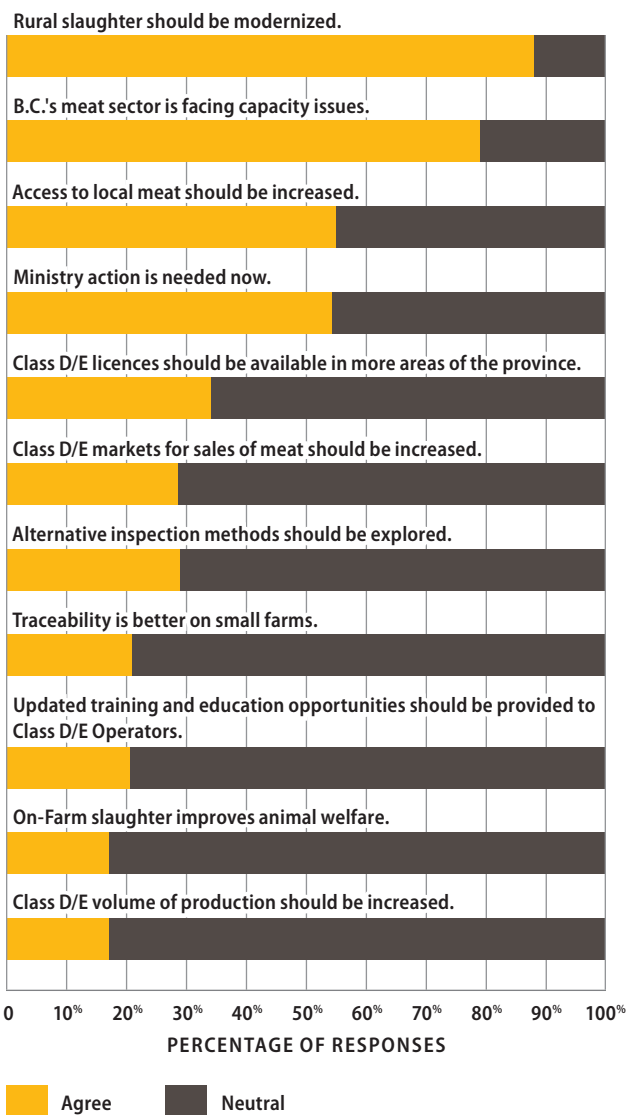 Rural slaughter should be modernized.
B.C.'s meat sector is facing capacity issues.
Access to local meat should be increased.
Ministry action is needed now.
Class D/E licences should be available in more areas of the province.
Class D/E markets for sales of meat should be increased.
Alternative inspection methods should be explored.
Traceability is better on small farms.
Updated training and education opportunities should be provided to
Class D/E Operators.
On-Farm slaughter improves animal welfare.
Class D/E volume of production should be increased.
0 10% 20% 30% 40% 50% 60% 70% 80% 90% 100%
PERCENTAGE OF RESPONSES
Agree Neutral